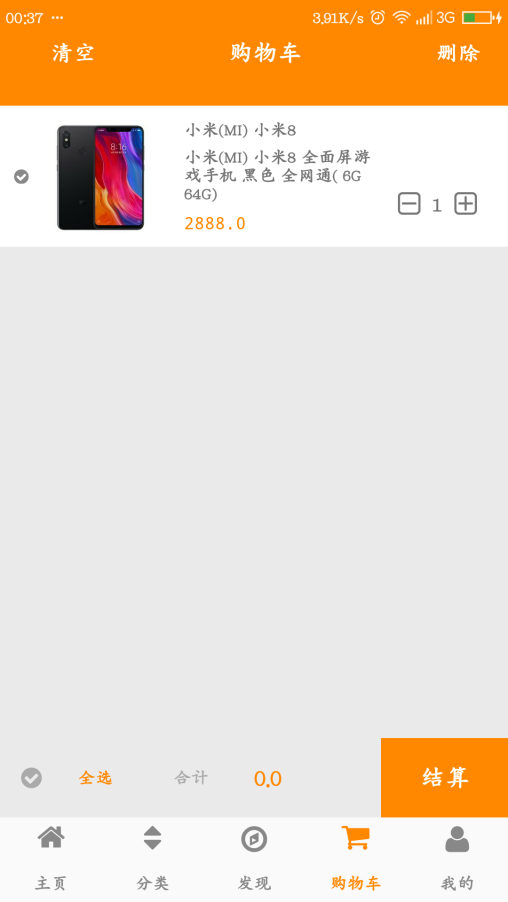 00:37 ... 3.91K/s 3G
清空 购物车 删除
小米(MI) 小米8
小米(MI) 小米8 全面屏游
戏手机 黑色 全网通( 6G
64G)
1
2888.0
8:16
全选 合计 0.0 结算
主页 分类 发现 购物车 我的